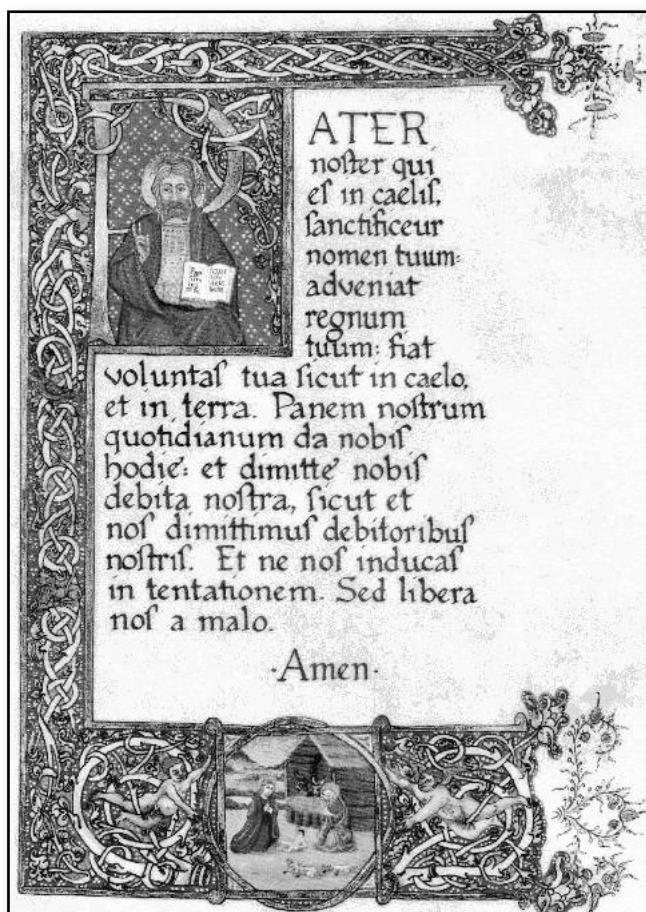 PATER
noster qui
es in caelis,
sanctificeur
nomen tuum:
adveniat
regnum
tuum: fiat
voluntas tua sicut in caelo,
et in terra. Panem nostrum
quotidianum da nobis
hodie: et dimitte nobis
debita nostra, sicut et
nos dimittimus debitoribus
nostris. Et ne nos inducas
in tentationem. Sed libera
nos a malo.
·Amen·